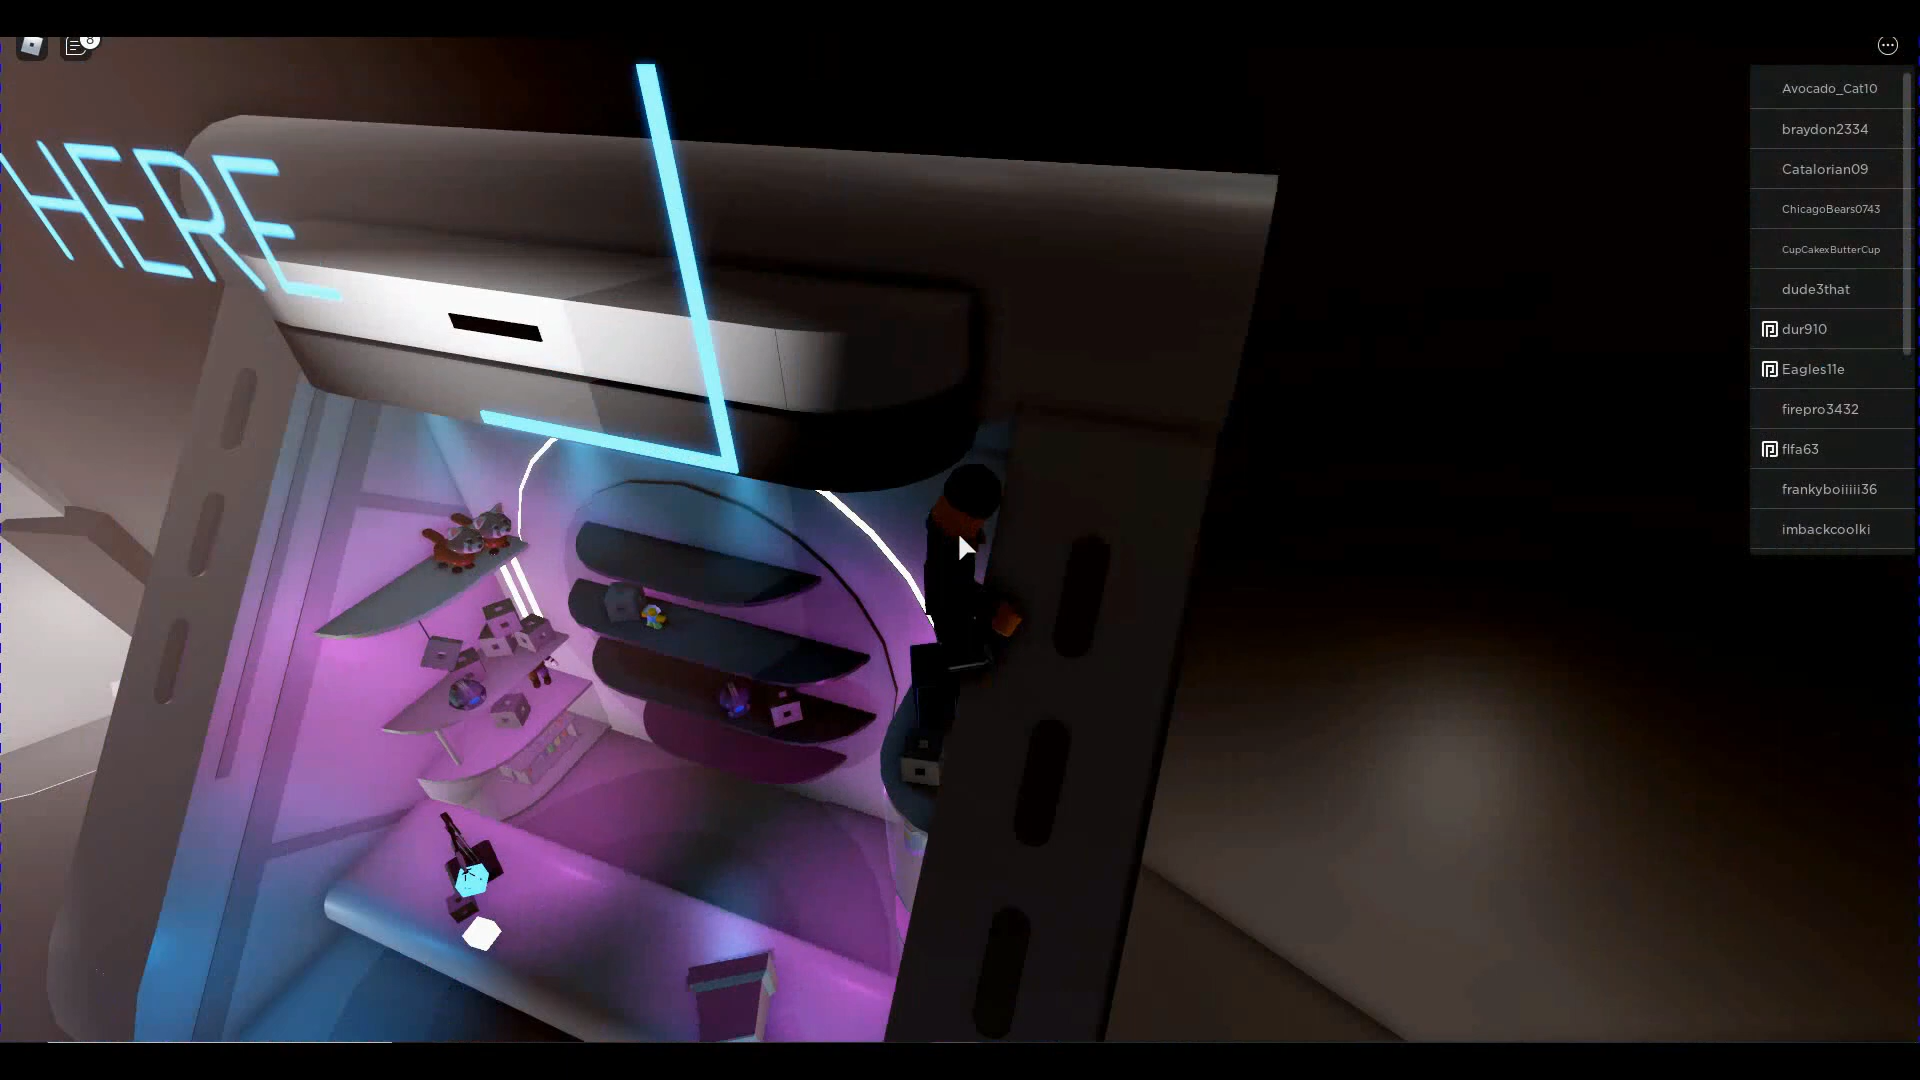 HERE
Avocado_Cat10
braydon2334
Catalorian09
ChicagoBears0743
CupCakexButterCup
dude3that
dur910
Eagles11e
firepro3432
flfa63
frankyboiiiii36
imbackcoolki